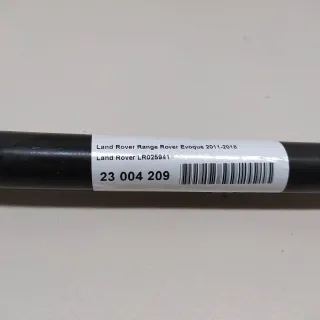 Land Rover Range Rover Evoque 2011-2018
Land Rover LR025941
23 004 209